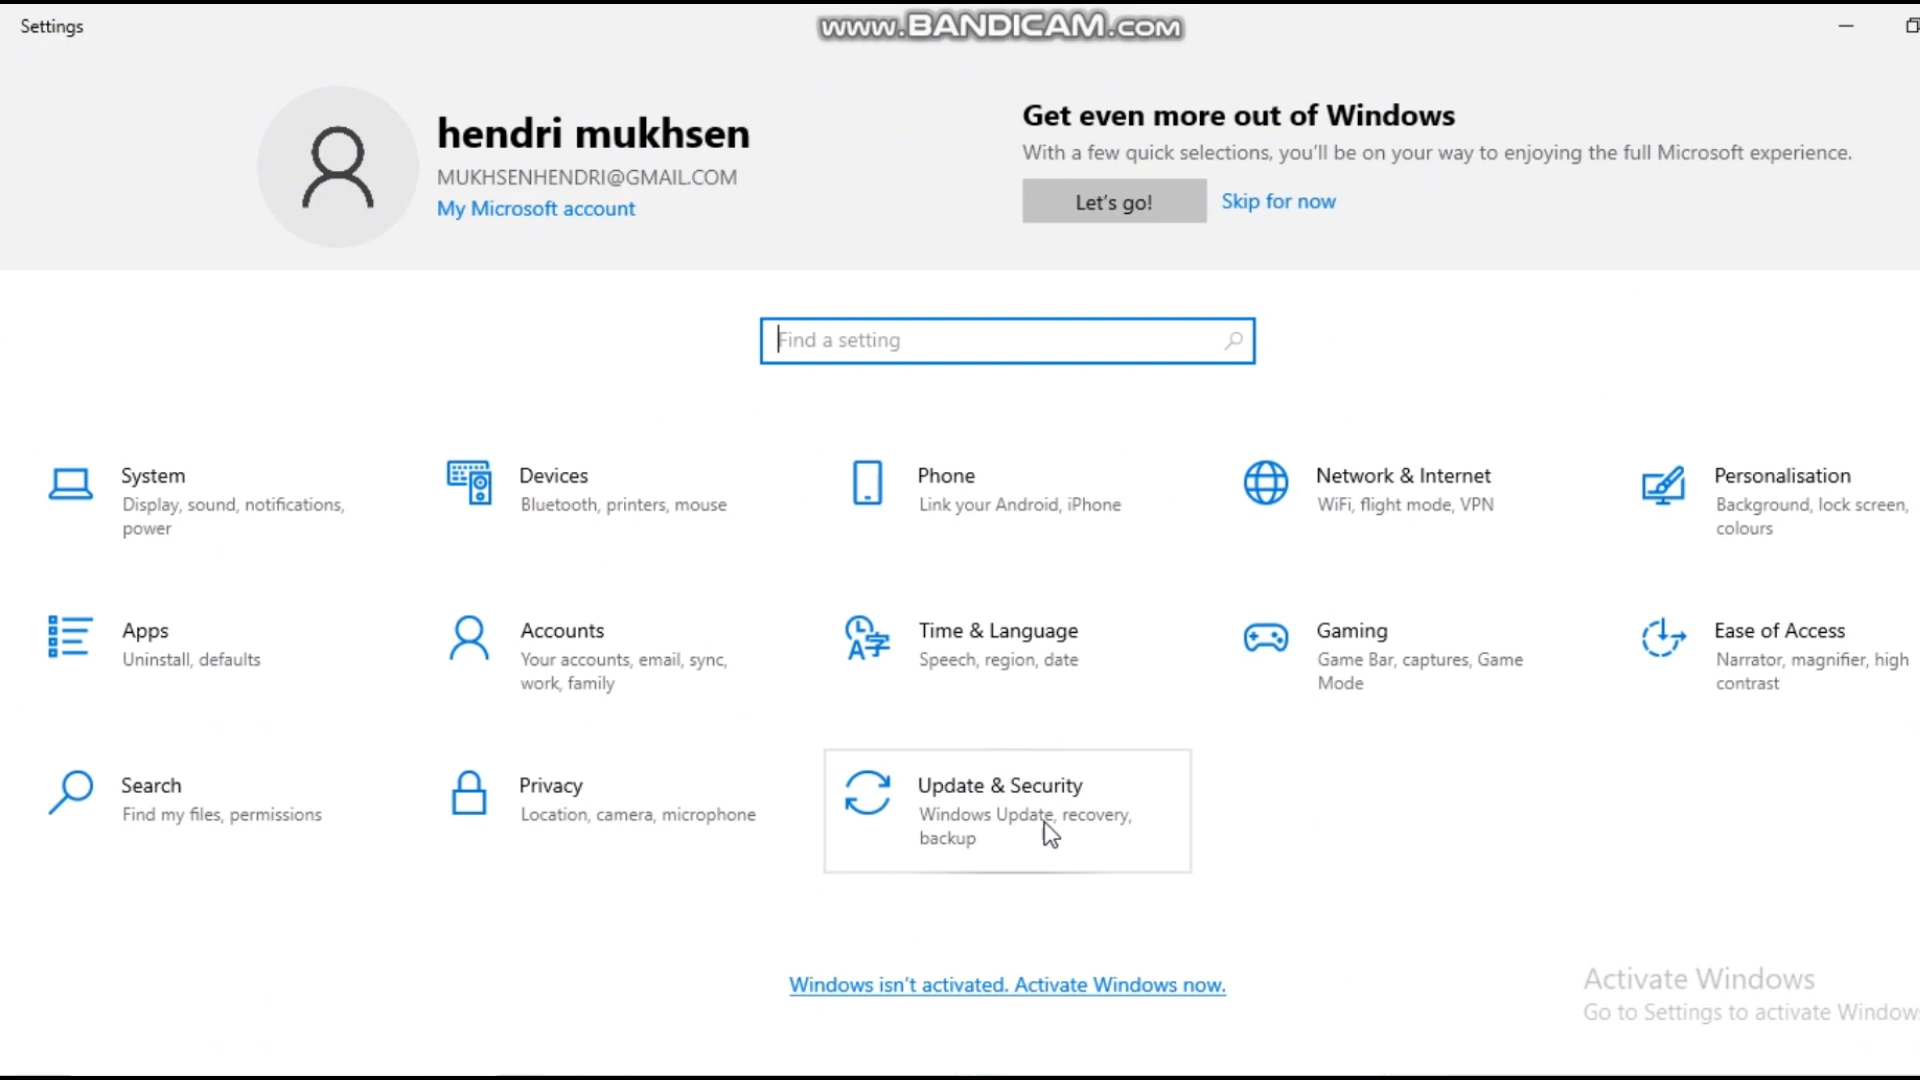 Settings
www.BANDICAM.com
hendri mukhsen
MUKHSENHENDRI@GMAIL.COM
My Microsoft account
Get even more out of Windows
With a few quick selections, you'll be on your way to enjoying the full Microsoft experience.
Let's go!
Skip for now
Find a setting
System
Display, sound, notifications,
power
Devices
Bluetooth, printers, mouse
Phone
Link your Android, iPhone
Network & Internet
WiFi, flight mode, VPN
Personalisation
Background, lock screen,
colours
Apps
Uninstall, defaults
Accounts
Your accounts, email, sync,
work, family
Time & Language
Speech, region, date
Gaming
Game Bar, captures, Game
Mode
Ease of Access
Narrator, magnifier, high
contrast
Search
Find my files, permissions
Privacy
Location, camera, microphone
Update & Security
Windows Update, recovery,
backup
Windows isn't activated. Activate Windows now.
Activate Windows
Go to Settings to activate Windows